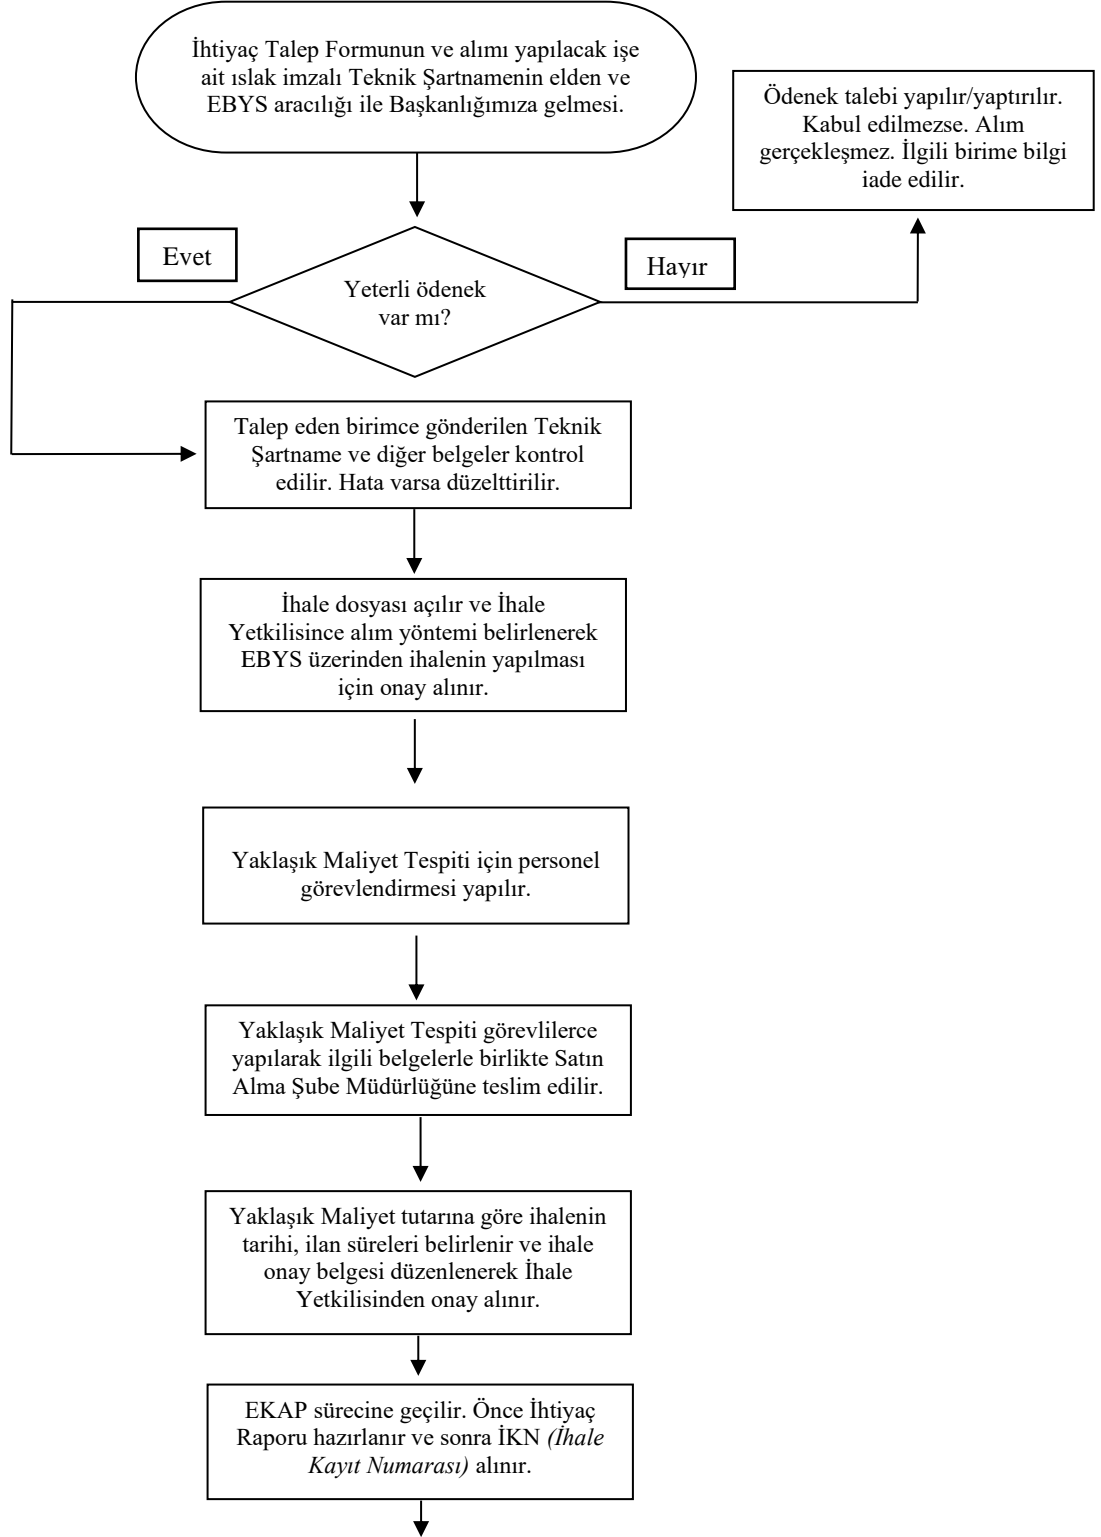 İhtiyaç Talep Formunun ve alımı yapılacak işe
ait ıslak imzalı Teknik Şartnamenin elden ve
EBYS aracılığı ile Başkanlığımıza gelmesi.
Ödenek talebi yapılır/yaptırılır.
Kabul edilmezse. Alım
gerçekleşmez. İlgili birime bilgi
iade edilir.
Evet
Hayır
Yeterli ödenek
var mı?
Talep eden birimce gönderilen Teknik
Şartname ve diğer belgeler kontrol
edilir. Hata varsa düzelttirilir.
İhale dosyası açılır ve İhale
Yetkilisince alım yöntemi belirlenerek
EBYS üzerinden ihalenin yapılması
için onay alınır.
Yaklaşık Maliyet Tespiti için personel
görevlendirmesi yapılır.
Yaklaşık Maliyet Tespiti görevlilerce
yapılarak ilgili belgelerle birlikte Satın
Alma Şube Müdürlüğüne teslim edilir.
Yaklaşık Maliyet tutarına göre ihalenin
tarihi, ilan süreleri belirlenir ve ihale
onay belgesi düzenlenerek İhale
Yetkilisinden onay alınır.
EKAP sürecine geçilir. Önce İhtiyaç
Raporu hazırlanır ve sonra İKN (İhale
Kayıt Numarası) alınır.